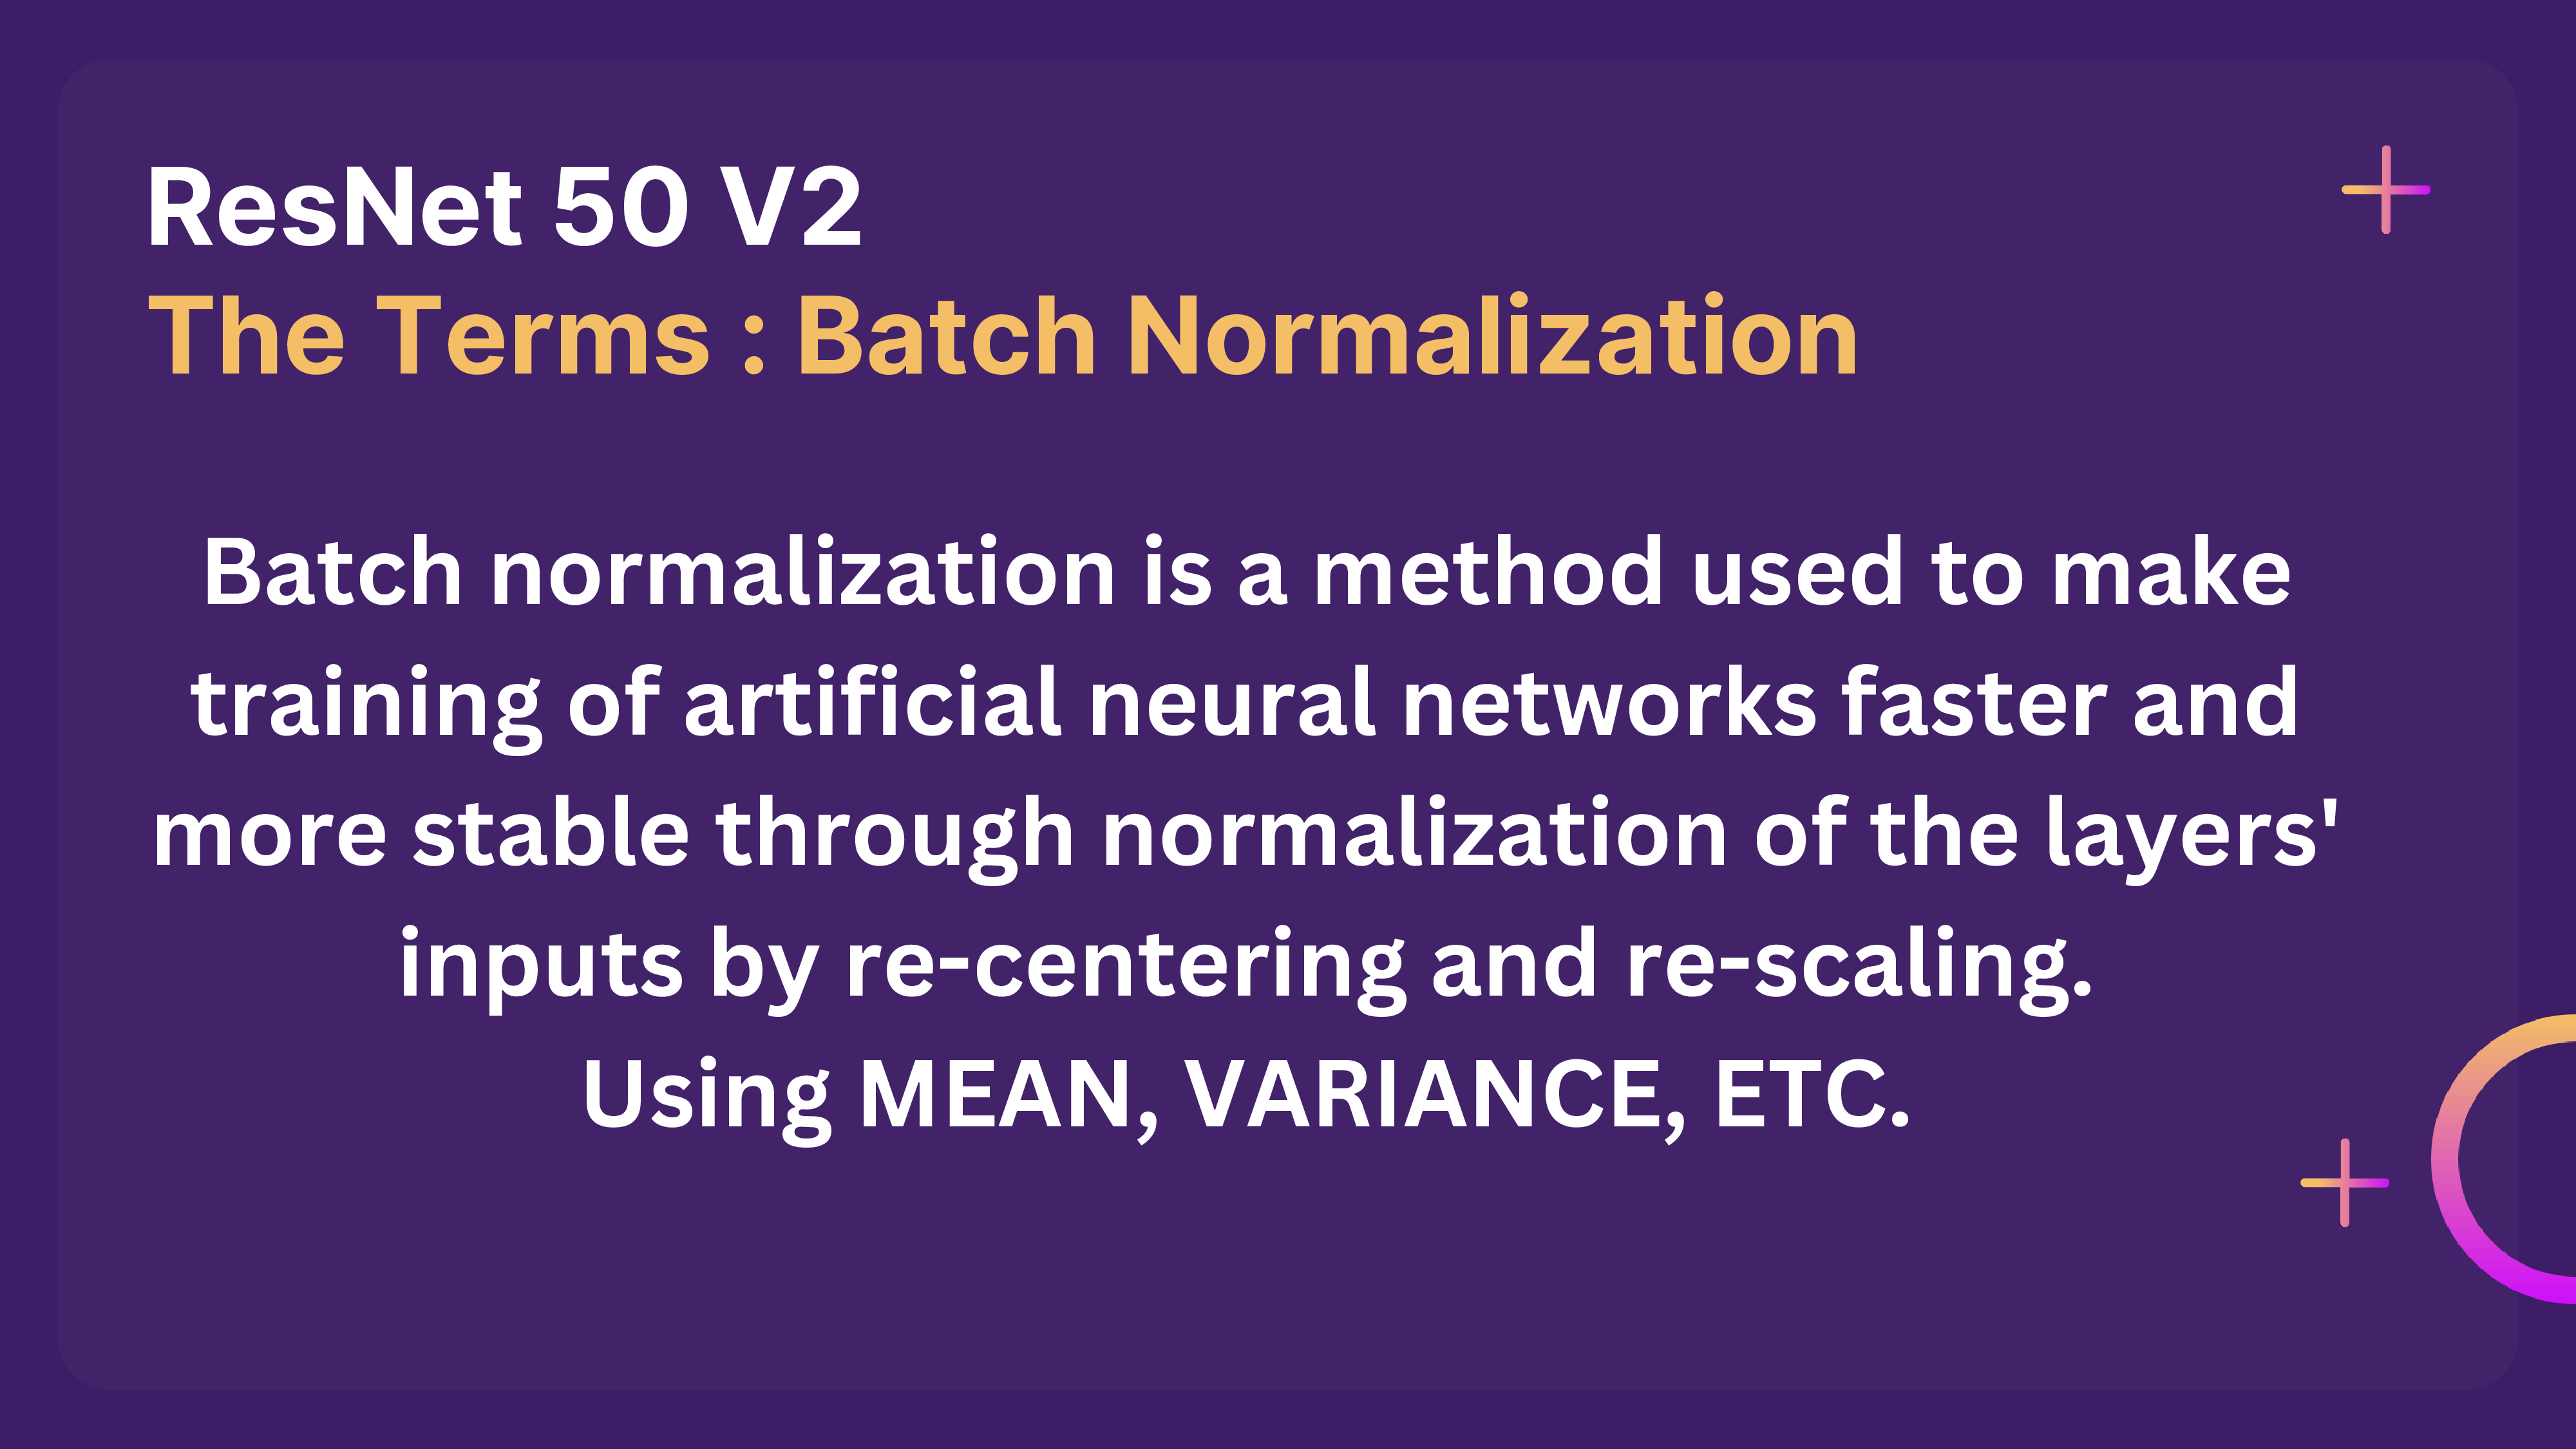 ResNet 50 V2
The Terms : Batch Normalization
Batch normalization is a method used to make
training of artificial neural networks faster and
more stable through normalization of the layers'
inputs by re-centering and re-scaling.
Using MEAN, VARIANCE, ETC.